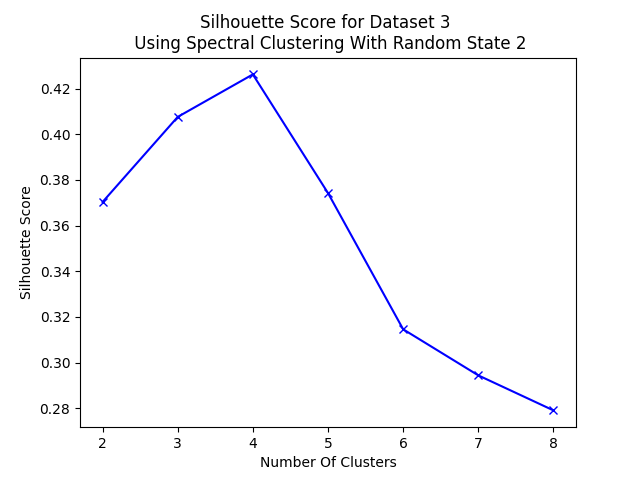 Silhouette Score for Dataset 3
Using Spectral Clustering With Random State 2
Silhouette Score
0.42
0.40
0.38
0.36
0.34
0.32
0.30
0.28
2 3 4 5 6 7 8
Number Of Clusters